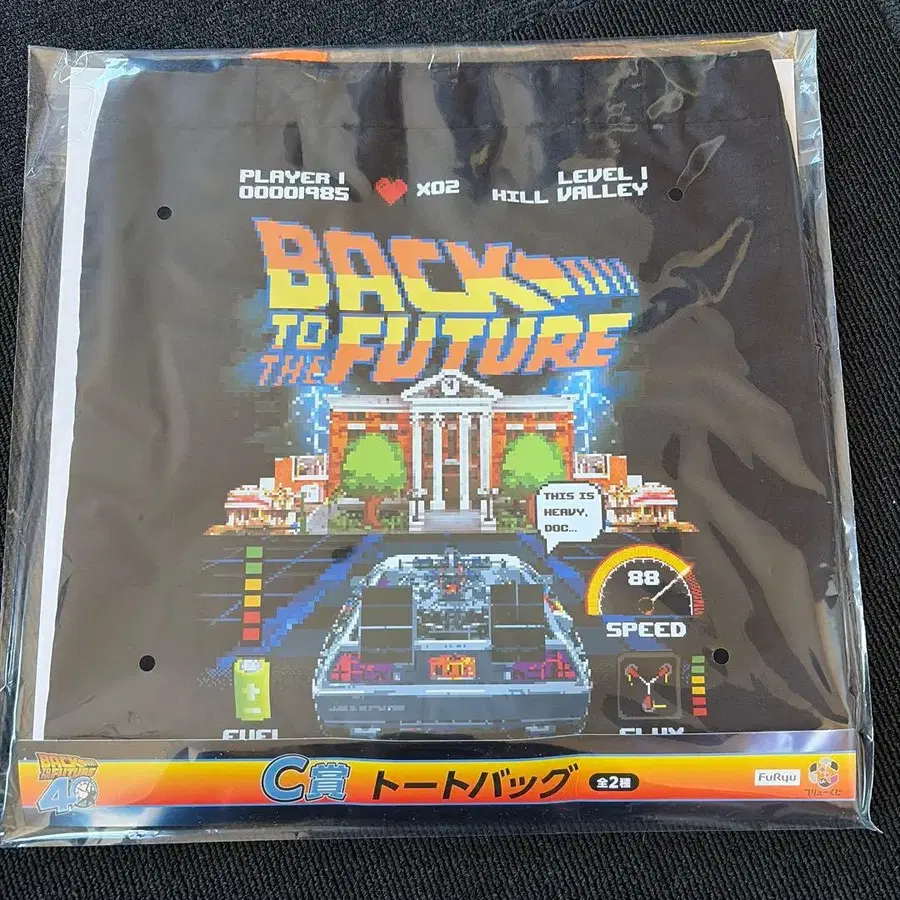 PLAYER 1
00001985
X02
LEVEL 1
HILL VALLEY
BACK
TO THE FUTURE
THIS IS
HEAVY,
DOC...
88
SPEED
FUEL
FLUX
BACK TO THE FUTURE
40
C賞 トートバッグ 全2種
FuRyu
フリューくじ